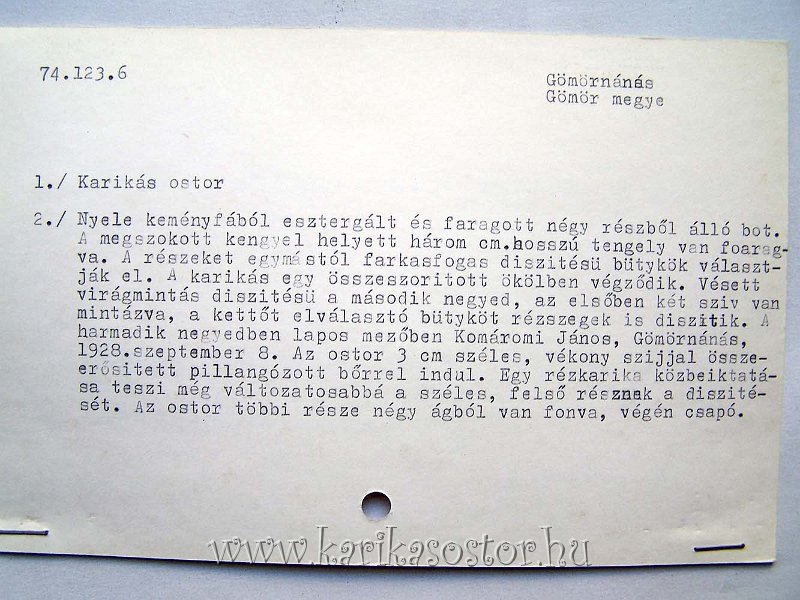 74.123.6
Gömörnánás
Gömör megye
1./ Karikás ostor
2./ Nyele keményfából esztergált és faragott négy részből álló bot.
A megszokott kengyel helyett három cm.hosszú tengely van foarag-
va. A részeket egymástól farkasfogas diszitésü bütykök választ-
ják el. A karikás egy összeszoritott ökölben végződik. Vésett
virágmintás diszitésü a második negyed, az elsőben két sziv van
mintázva, a kettőt elválasztó bütyköt rézszegek is diszitik. A
harmadik negyedben lapos mezőben Komáromi János, Gömörnánás,
1928.szeptember 8. Az ostor 3 cm széles, vékony szijjal össze-
erősitett pillangózott bőrrel indul. Egy rézkarika közbeiktatá-
sa teszi még változatosabbá a széles, felső résznek a diszité-
sét. Az ostor többi része négy ágból van fonva, végén csapó.
www.karikasostor.hu